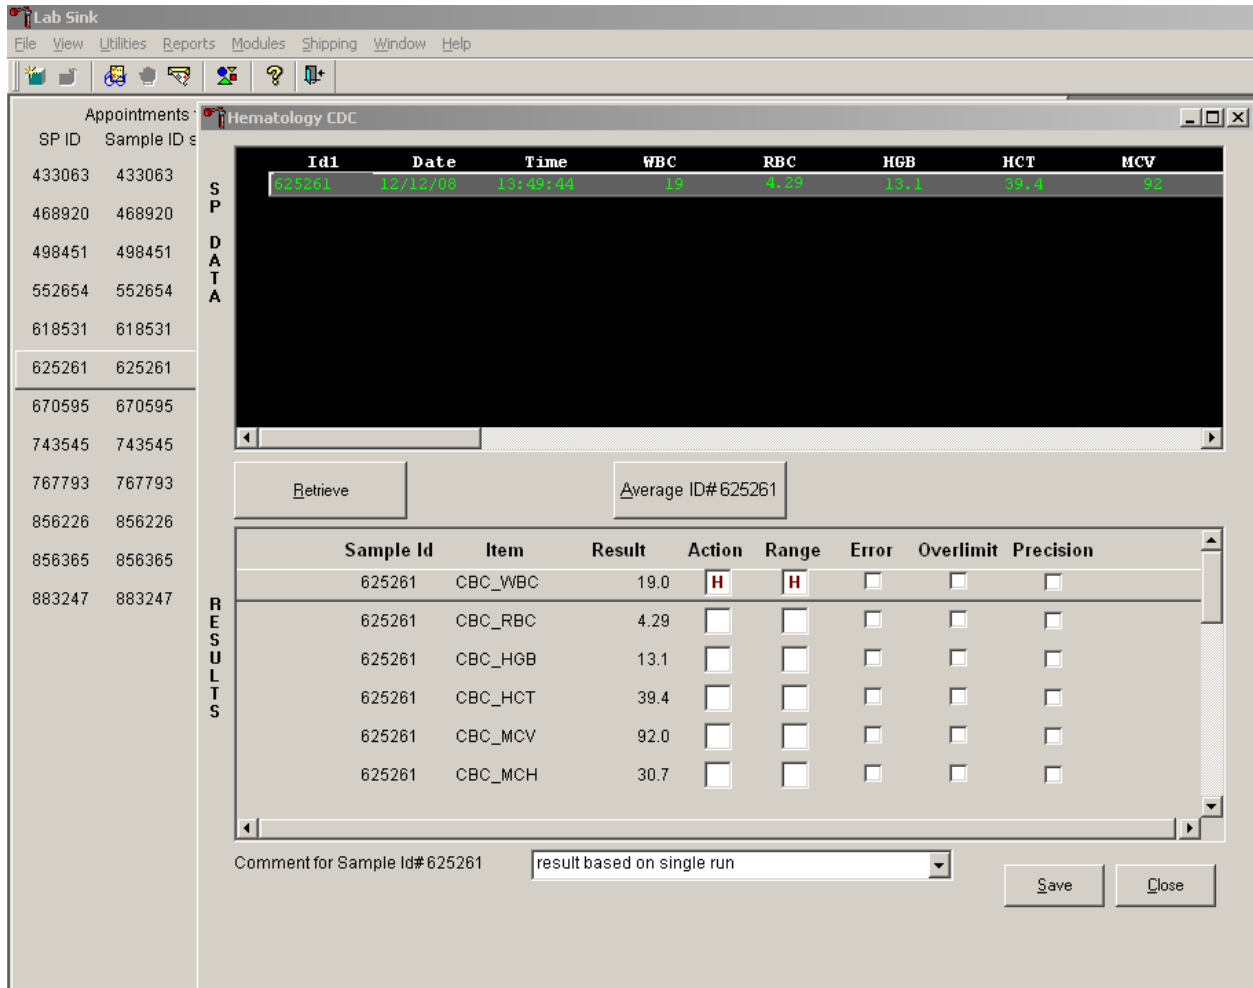 Lab Sink
File View Utilities Reports Modules Shipping Window Help
Appointments
SP ID Sample ID s
433063 433063
468920 468920
498451 498451
552654 552654
618531 618531
625261 625261
670595 670595
743545 743545
767793 767793
856226 856226
856365 856365
883247 883247
Hematology CDC
SP DATA
Id1 Date Time WBC RBC HGB HCT MCV
625261 12/12/08 13:49:44 19 4.29 13.1 39.4 92
Retrieve Average ID# 625261
RESULTS
Sample Id Item Result Action Range Error Overlimit Precision
625261 CBC_WBC 19.0 H H
625261 CBC_RBC 4.29
625261 CBC_HGB 13.1
625261 CBC_HCT 39.4
625261 CBC_MCV 92.0
625261 CBC_MCH 30.7
Comment for Sample Id# 625261 result based on single run
Save Close